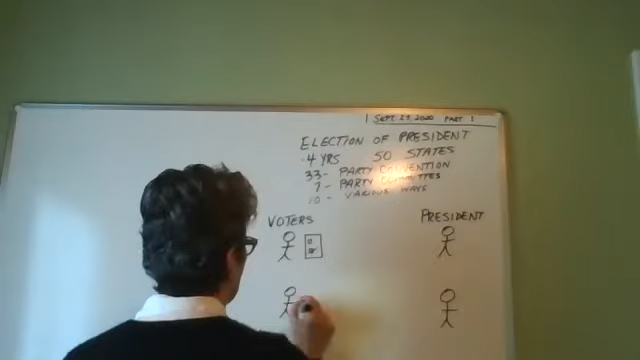 SEPT 29, 2020 PART 1
ELECTION OF PRESIDENT
·4 YRS 50 STATES
33- PARTY CONVENTION
7- PARTY COMMITTEES
10- VARIOUS WAYS
VOTERS PRESIDENT